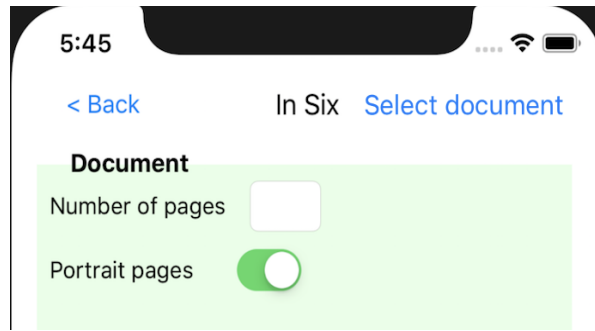 5:45
< Back In Six Select document
Document
Number of pages
Portrait pages